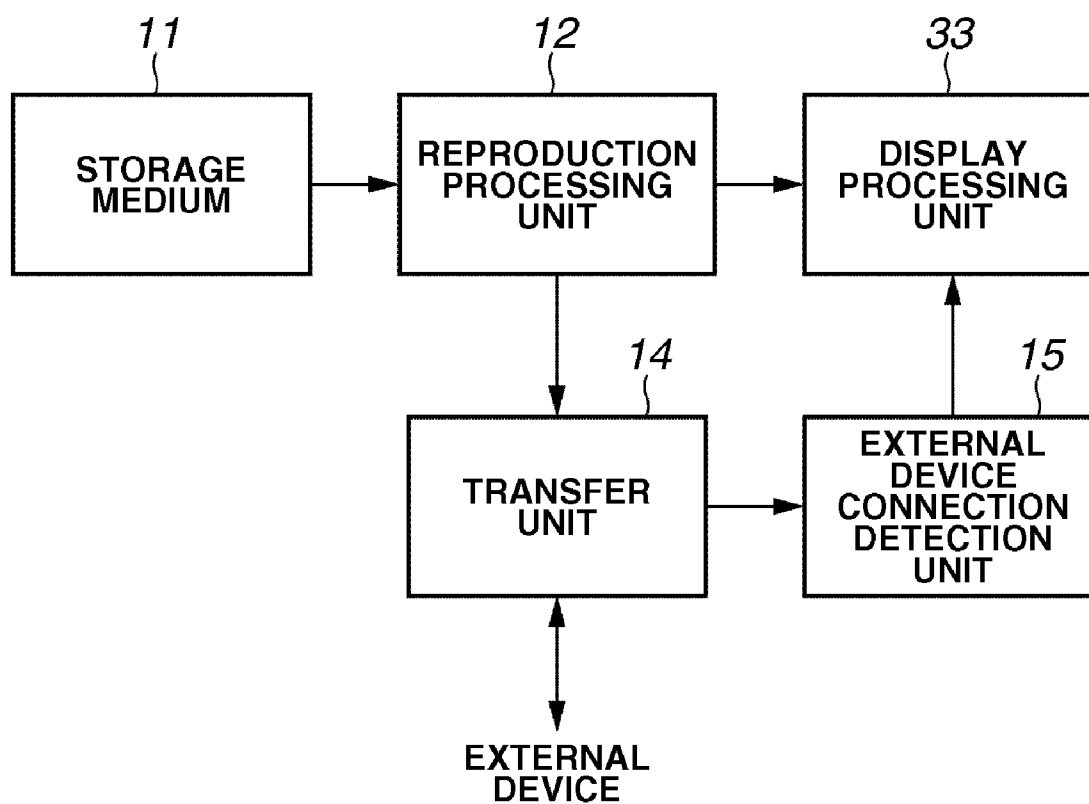 11
12
33
STORAGE
MEDIUM
REPRODUCTION
PROCESSING
UNIT
DISPLAY
PROCESSING
UNIT
14
15
TRANSFER
UNIT
EXTERNAL
DEVICE
CONNECTION
DETECTION
UNIT
EXTERNAL
DEVICE